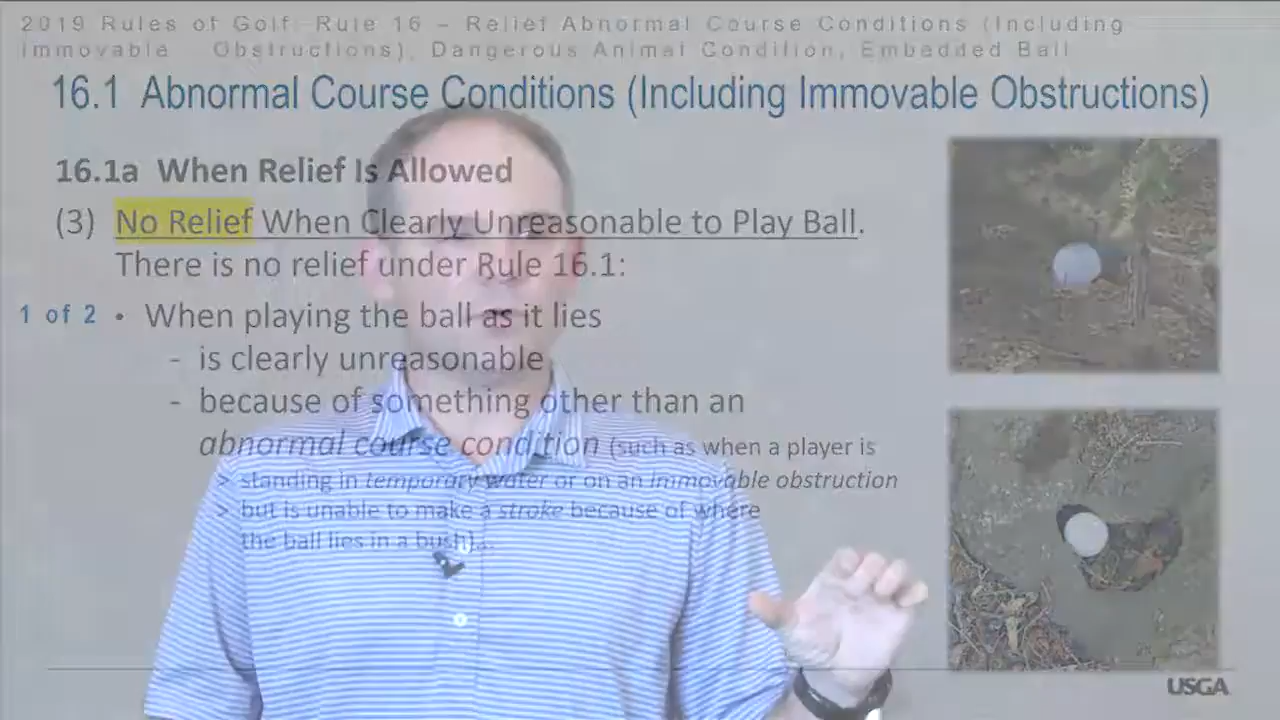 2019 Rules of Golf Rule 16 – Relief Abnormal Course Conditions (Including
Immovable Obstructions), Dangerous Animal Condition, Embedded Ball
16.1 Abnormal Course Conditions (Including Immovable Obstructions)
16.1a When Relief Is Allowed
(3) No Relief When Clearly Unreasonable to Play Ball.
There is no relief under Rule 16.1:
1 of 2 • When playing the ball as it lies
- is clearly unreasonable
- because of something other than an
abnormal course condition (such as when a player is
> standing in temporary water or on an immovable obstruction
> but is unable to make a stroke because of where
the ball lies in a bush)...
USGA